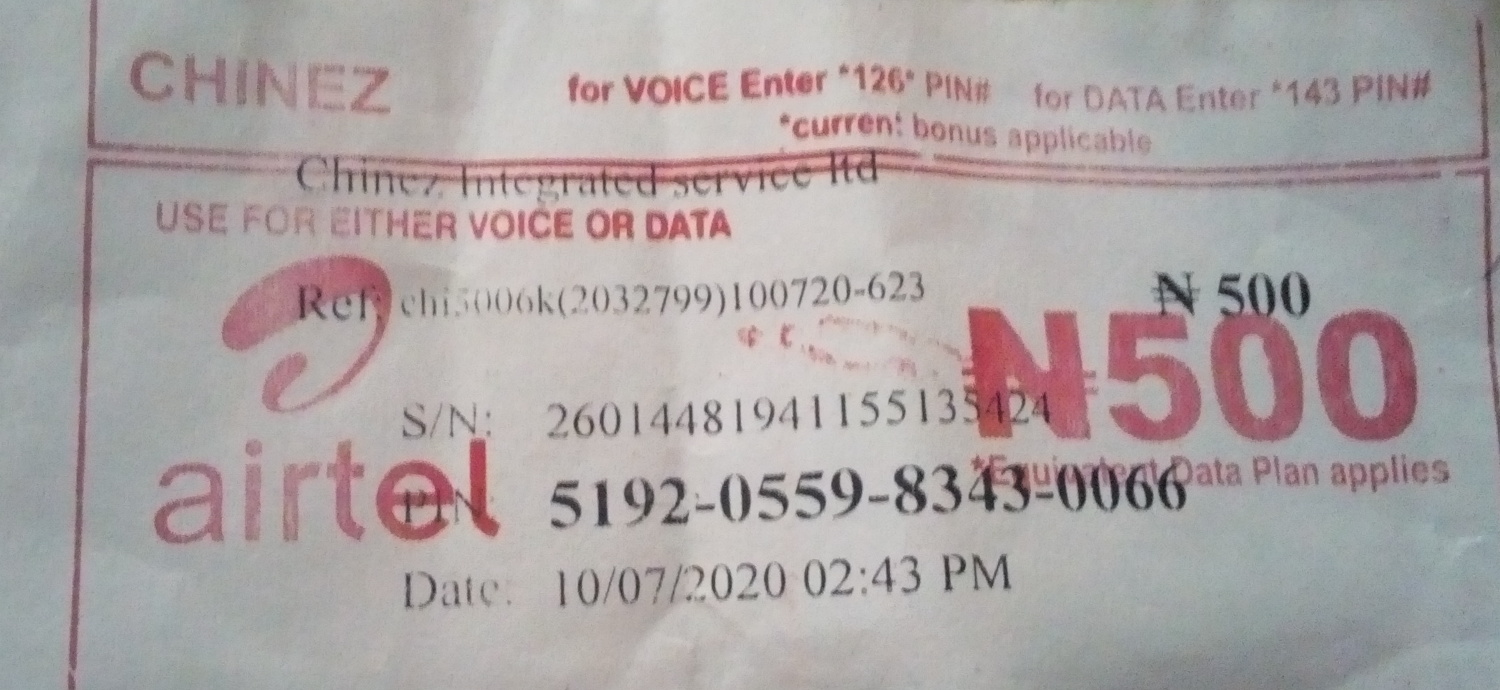 CHINEZ
for VOICE Enter *126* PIN# for DATA Enter *143 PIN#
*current bonus applicable
Chinez Integrated service ltd
USE FOR EITHER VOICE OR DATA
Ref: chi5006k(2032799)100720-623
₦ 500
₦500
S/N: 26014481941155135424
airtel
PIN: 5192-0559-8343-0066
*Equivalent Data Plan applies
Date: 10/07/2020 02:43 PM